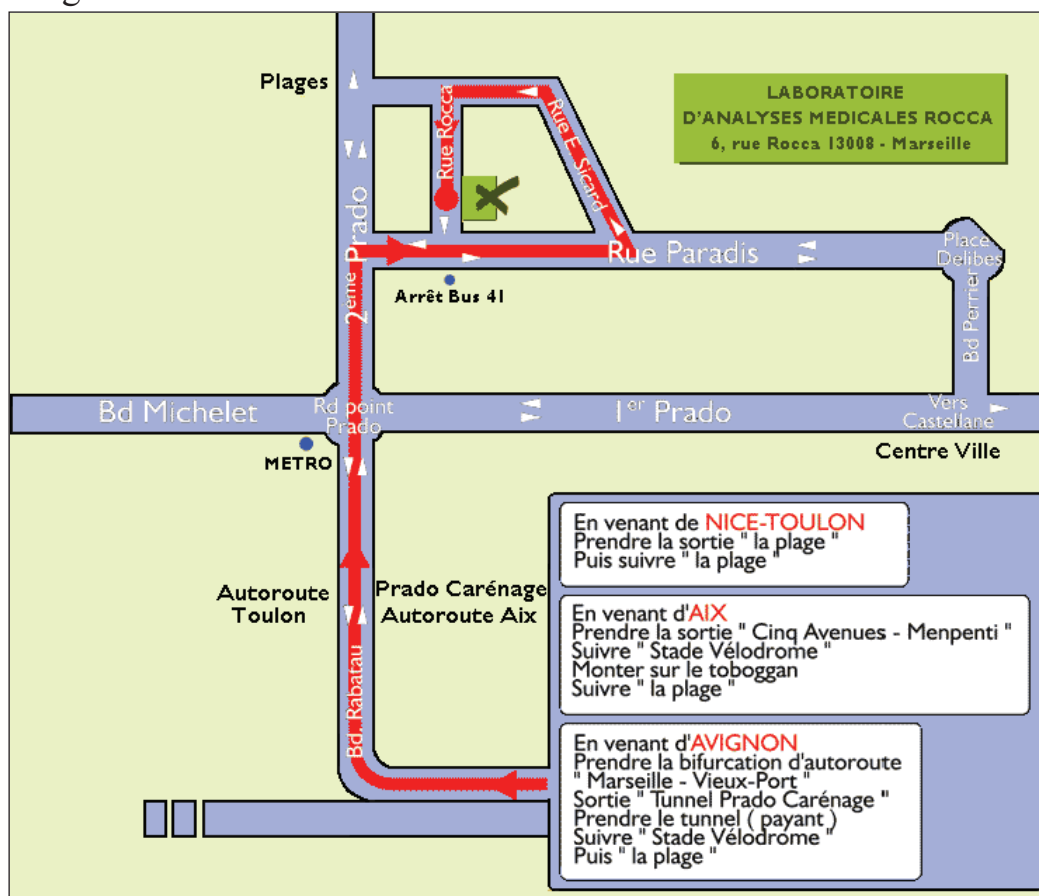 Plages
LABORATOIRE
D'ANALYSES MEDICALES ROCCA
6, rue Rocca 13008 - Marseille
Rue Rocca
Rue E. Sicard
2ème Prado
Rue Paradis
Place
Delibes
Arrêt Bus 41
Bd Perrier
Bd Michelet
Rd point
Prado
1er Prado
Vers
Castellane
METRO
Centre Ville
En venant de NICE-TOULON
Prendre la sortie " la plage "
Puis suivre " la plage "
Autoroute
Toulon
Prado Carénage
Autoroute Aix
En venant d'AIX
Prendre la sortie " Cinq Avenues - Menpenti "
Suivre " Stade Vélodrome "
Monter sur le toboggan
Suivre " la plage "
Bd. Rabatau
En venant d'AVIGNON
Prendre la bifurcation d'autoroute
" Marseille - Vieux-Port "
Sortie " Tunnel Prado Carénage "
Prendre le tunnel ( payant )
Suivre " Stade Vélodrome "
Puis " la plage "